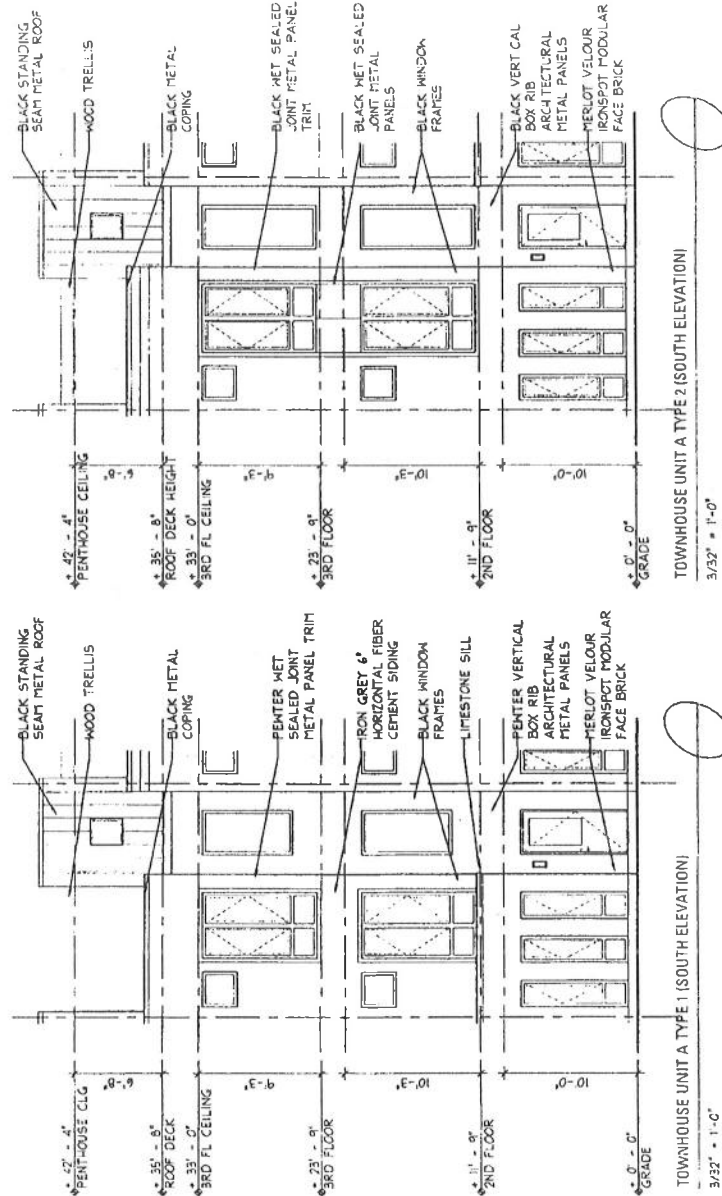 BLACK STANDING
SEAM METAL ROOF
WOOD TRELLIS
BLACK METAL
COPING
PENTER WET
SEALED JOINT
METAL PANEL TRIM
IRON GREY 6"
HORIZONTAL FIBER
CEMENT SIDING
BLACK WINDOW
FRAMES
LIMESTONE SILL
PENTER VERTICAL
BOX RIB
ARCHITECTURAL
METAL PANELS
MERLOT VELOUR
IRONSPOT MODULAR
FACE BRICK
+ 42' - 4"
PENTHOUSE CLG
6'-8"
+ 35' - 8"
ROOF DECK
+ 33' - 0"
3RD FL CEILING
9'-3"
+ 23' - 9"
3RD FLOOR
10'-3"
+ 11' - 9"
2ND FLOOR
10'-0"
+ 0' - 0"
GRADE
TOWNHOUSE UNIT A TYPE 1 (SOUTH ELEVATION)
3/32" = 1'-0"
BLACK STANDING
SEAM METAL ROOF
WOOD TRELLIS
BLACK METAL
COPING
BLACK WET SEALED
JOINT METAL PANEL
TRIM
BLACK WET SEALED
JOINT METAL
PANELS
BLACK WINDOW
FRAMES
BLACK VERT CAL
BOX RIB
ARCH TECTURAL
METAL PANELS
MERLOT VELOUR
IRONSPOT MODULAR
FACE BRICK
+ 42' - 4"
PENTHOUSE CEILING
6'-8"
+ 35' - 8"
ROOF DECK HEIGHT
+ 33' - 0"
3RD FL CEILING
9'-3"
+ 23' - 9"
3RD FLOOR
10'-3"
+ 11' - 9"
2ND FLOOR
10'-0"
+ 0' - 0"
GRADE
TOWNHOUSE UNIT A TYPE 2 (SOUTH ELEVATION)
3/32" = 1'-0"